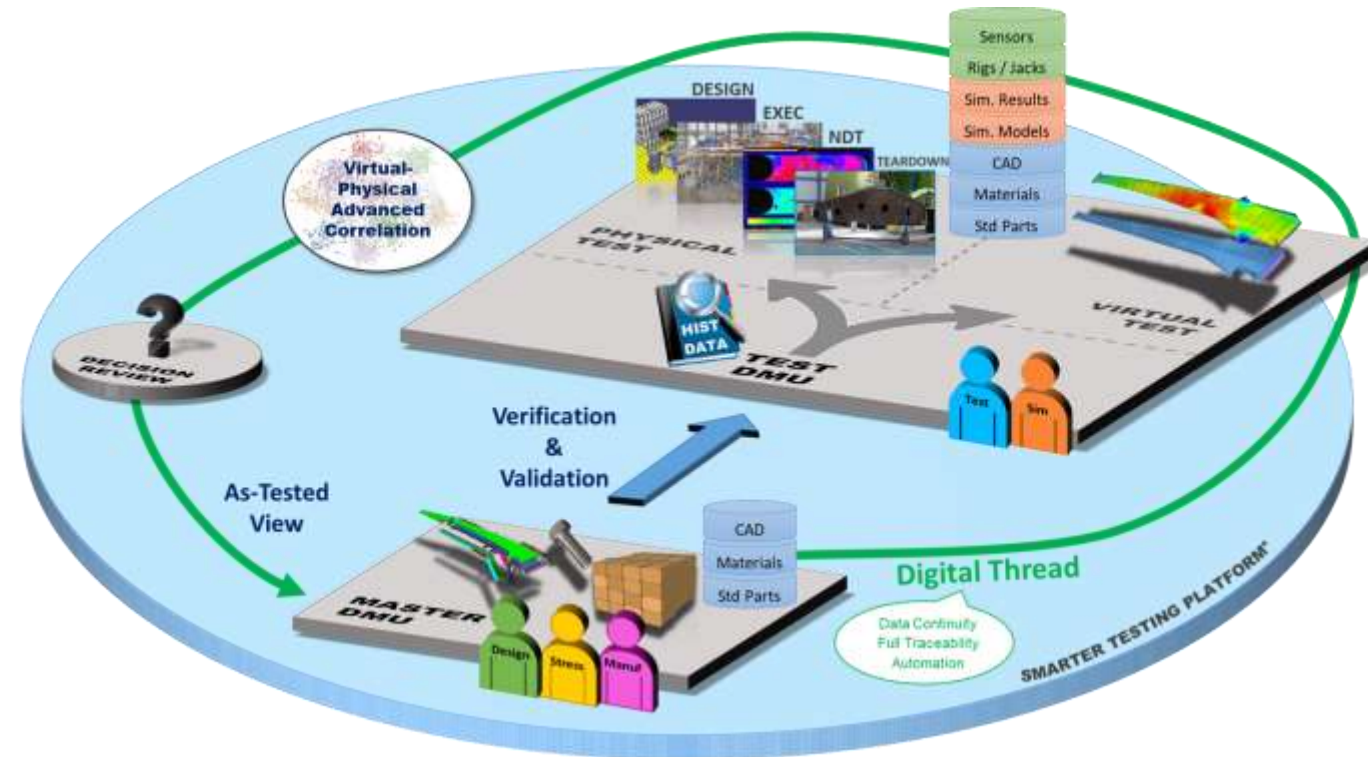 DESIGN
EXEC
NDT
TEARDOWN
Sensors
Rigs / Jacks
Sim. Results
Sim. Models
CAD
Materials
Std Parts
Virtual-
Physical
Advanced
Correlation
PHYSICAL
TEST
VIRTUAL
TEST
HIST
DATA
TEST
DMU
Test
Sim
DECISION
REVIEW
Verification
&
Validation
As-Tested
View
CAD
Materials
Std Parts
MASTER
DMU
Design
Stress
Manuf
Digital Thread
Data Continuity
Full Traceability
Automation
SMARTER TESTING PLATFORM"